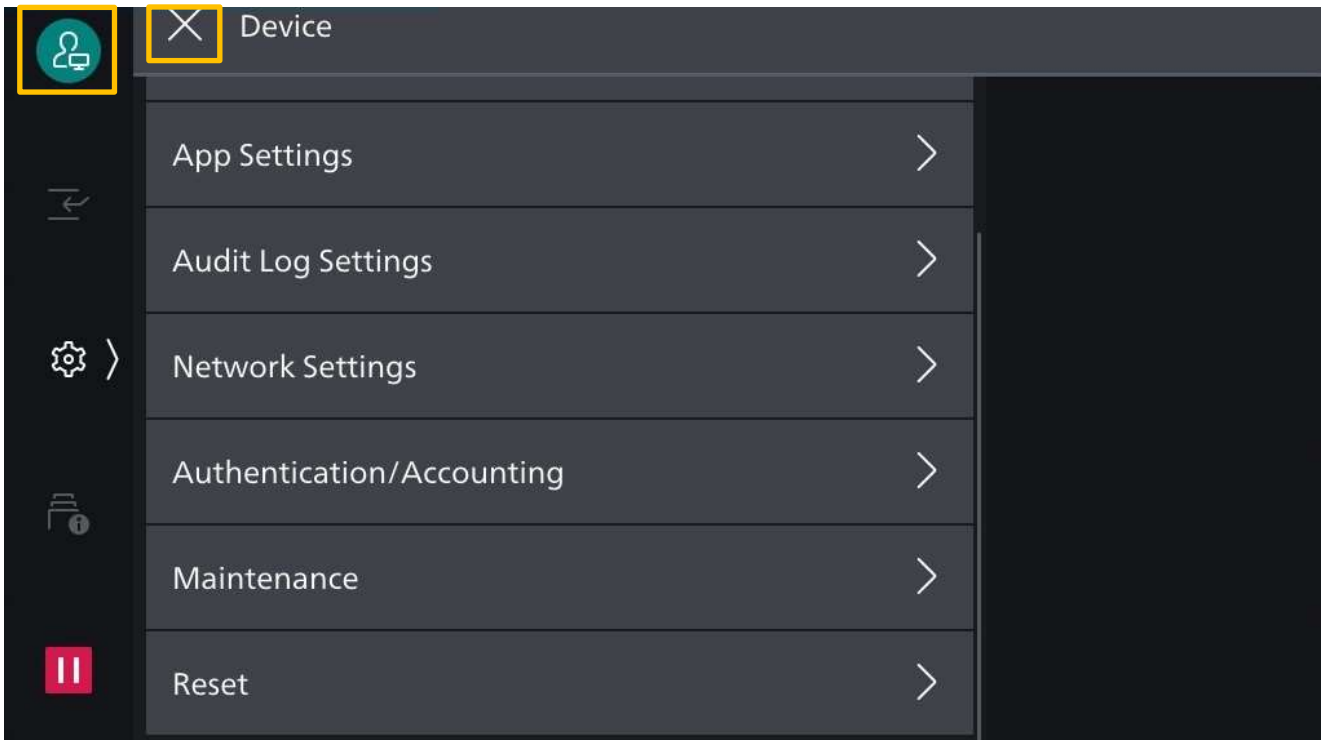 Device
App Settings
Audit Log Settings
Network Settings
Authentication/Accounting
Maintenance
Reset